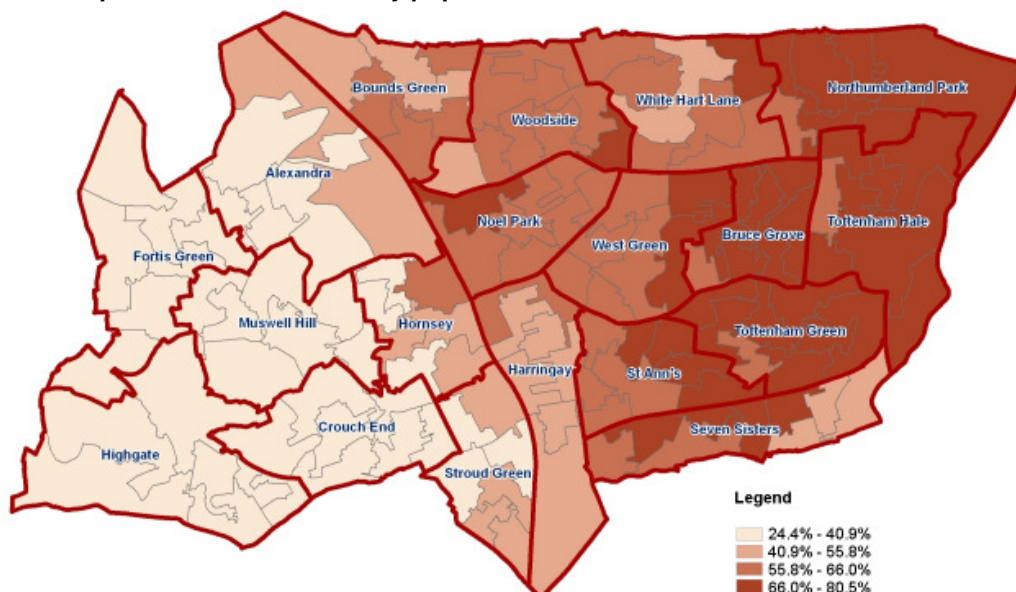 Bounds Green
White Hart Lane
Northumberland Park
Woodside
Alexandra
Noel Park
Tottenham Hale
Bruce Grove
West Green
Fortis Green
Muswell Hill
Hornsey
Tottenham Green
Harringay
St Ann's
Crouch End
Seven Sisters
Highgate
Stroud Green
Legend
24.4% - 40.9%
40.9% - 55.8%
55.8% - 66.0%
66.0% - 80.5%